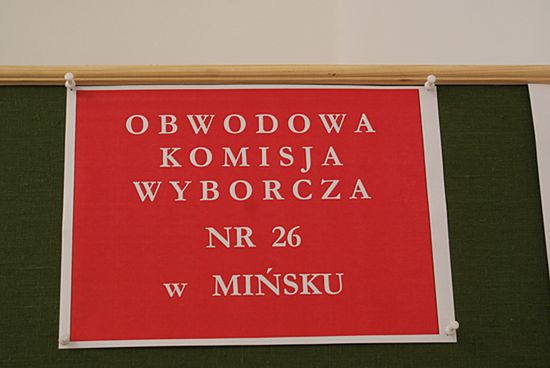 OBWODOWA
KOMISJA
WYBORCZA
NR 26
w MIŃSKU